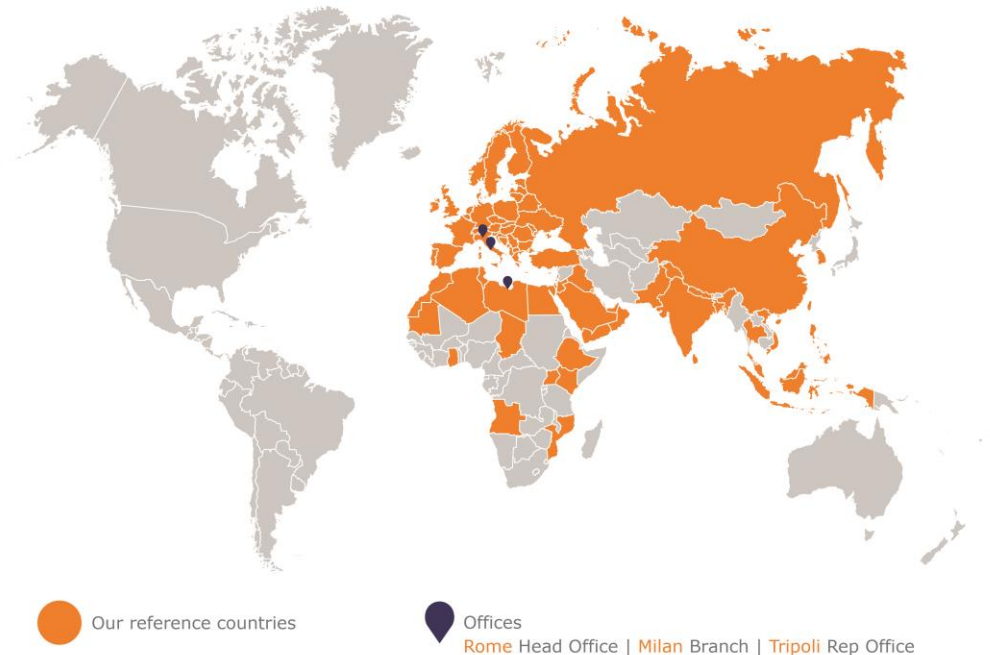 Our reference countries
Offices
Rome Head Office | Milan Branch | Tripoli Rep Office